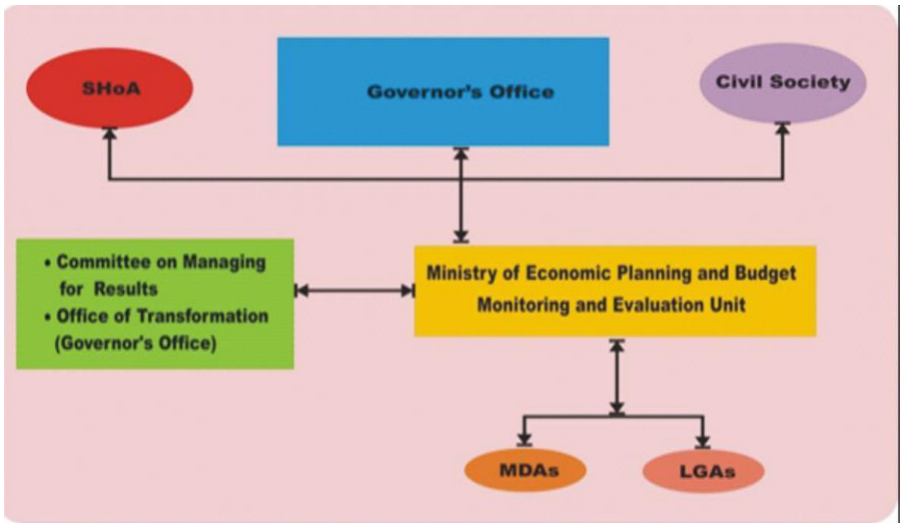 SHoA
Governor's Office
Civil Society
• Committee on Managing
for Results
• Office of Transformation
(Governor's Office)
Ministry of Economic Planning and Budget
Monitoring and Evaluation Unit
MDAs
LGAs